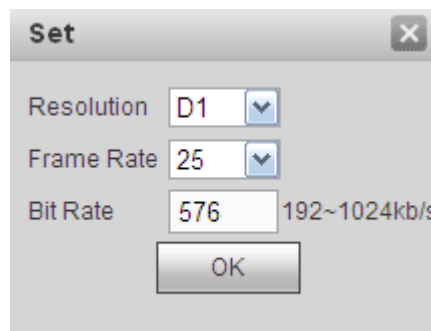 Set
Resolution D1
Frame Rate 25
Bit Rate 576 192~1024kb/s
OK